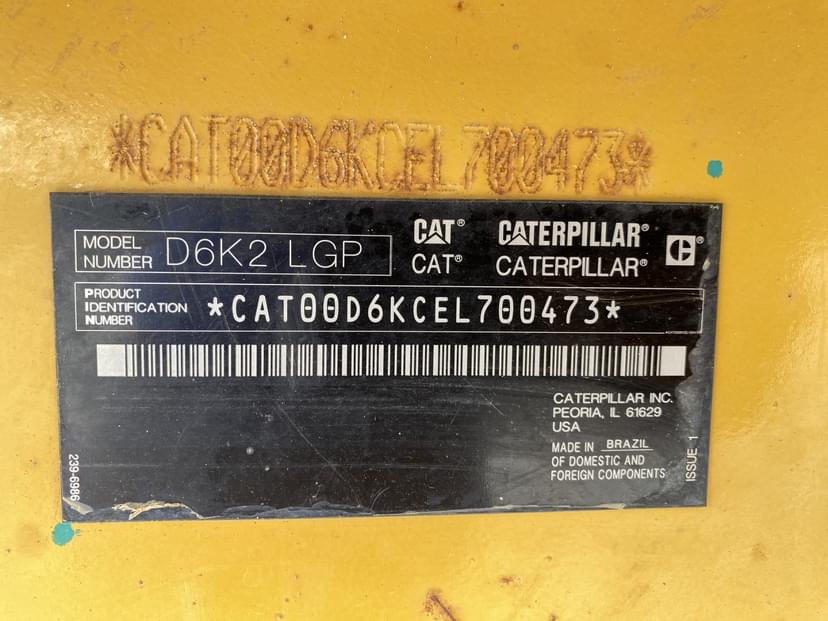 *CAT00D6KCEL700473*
MODEL NUMBER D6K2 LGP
CAT® CATERPILLAR® C®
CAT® CATERPILLAR®
PRODUCT IDENTIFICATION NUMBER *CAT00D6KCEL700473*
CATERPILLAR INC.
PEORIA, IL 61629
USA
MADE IN BRAZIL
OF DOMESTIC AND
FOREIGN COMPONENTS
239-6986
ISSUE 1